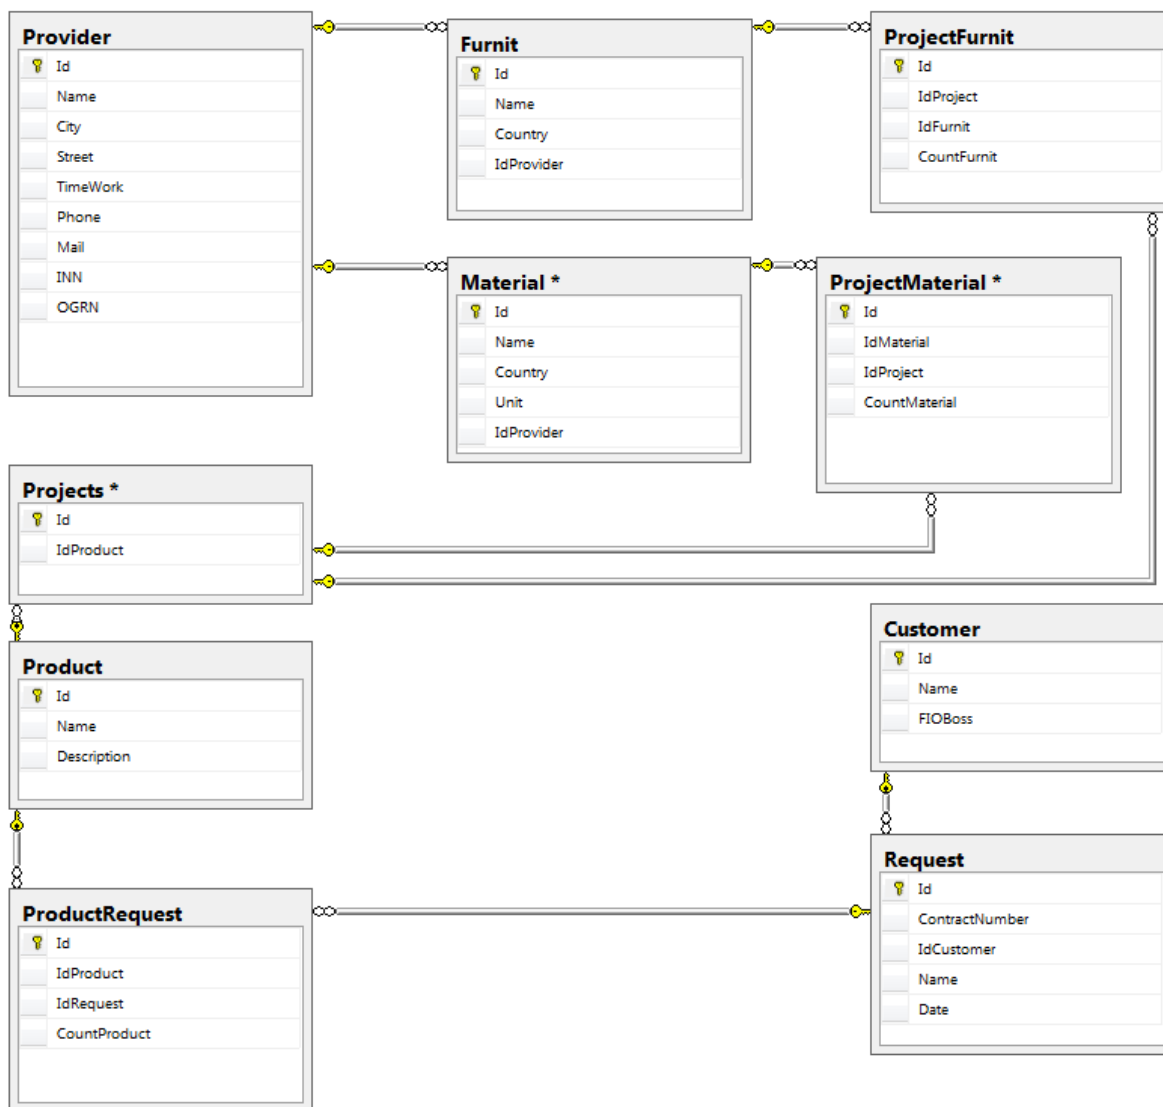 Provider
Id
Name
City
Street
TimeWork
Phone
Mail
INN
OGRN
Furnit
Id
Name
Country
IdProvider
ProjectFurnit
Id
IdProject
IdFurnit
CountFurnit
Material *
Id
Name
Country
Unit
IdProvider
ProjectMaterial *
Id
IdMaterial
IdProject
CountMaterial
Projects *
Id
IdProduct
Product
Id
Name
Description
Customer
Id
Name
FIOBoss
ProductRequest
Id
IdProduct
IdRequest
CountProduct
Request
Id
ContractNumber
IdCustomer
Name
Date